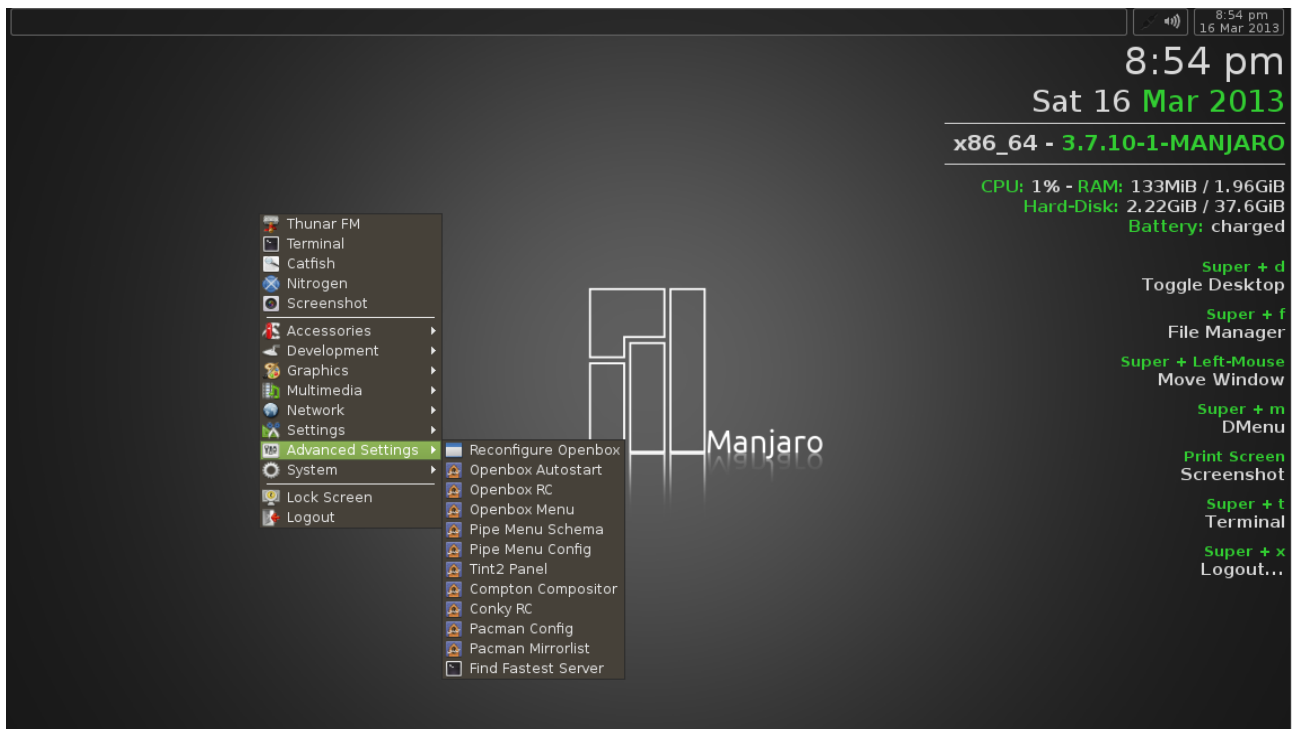 8:54 pm
16 Mar 2013
8:54 pm
Sat 16 Mar 2013
x86_64 - 3.7.10-1-MANJARO
CPU: 1% - RAM: 133MiB / 1.96GiB
Hard-Disk: 2.22GiB / 37.6GiB
Battery: charged
Super + d
Toggle Desktop
Super + f
File Manager
Super + Left-Mouse
Move Window
Super + m
DMenu
Print Screen
Screenshot
Super + t
Terminal
Super + x
Logout...
Thunar FM
Terminal
Catfish
Nitrogen
Screenshot
Accessories
Development
Graphics
Multimedia
Network
Settings
Advanced Settings
System
Lock Screen
Logout
Reconfigure Openbox
Openbox Autostart
Openbox RC
Openbox Menu
Pipe Menu Schema
Pipe Menu Config
Tint2 Panel
Compton Compositor
Conky RC
Pacman Config
Pacman Mirrorlist
Find Fastest Server
Manjaro